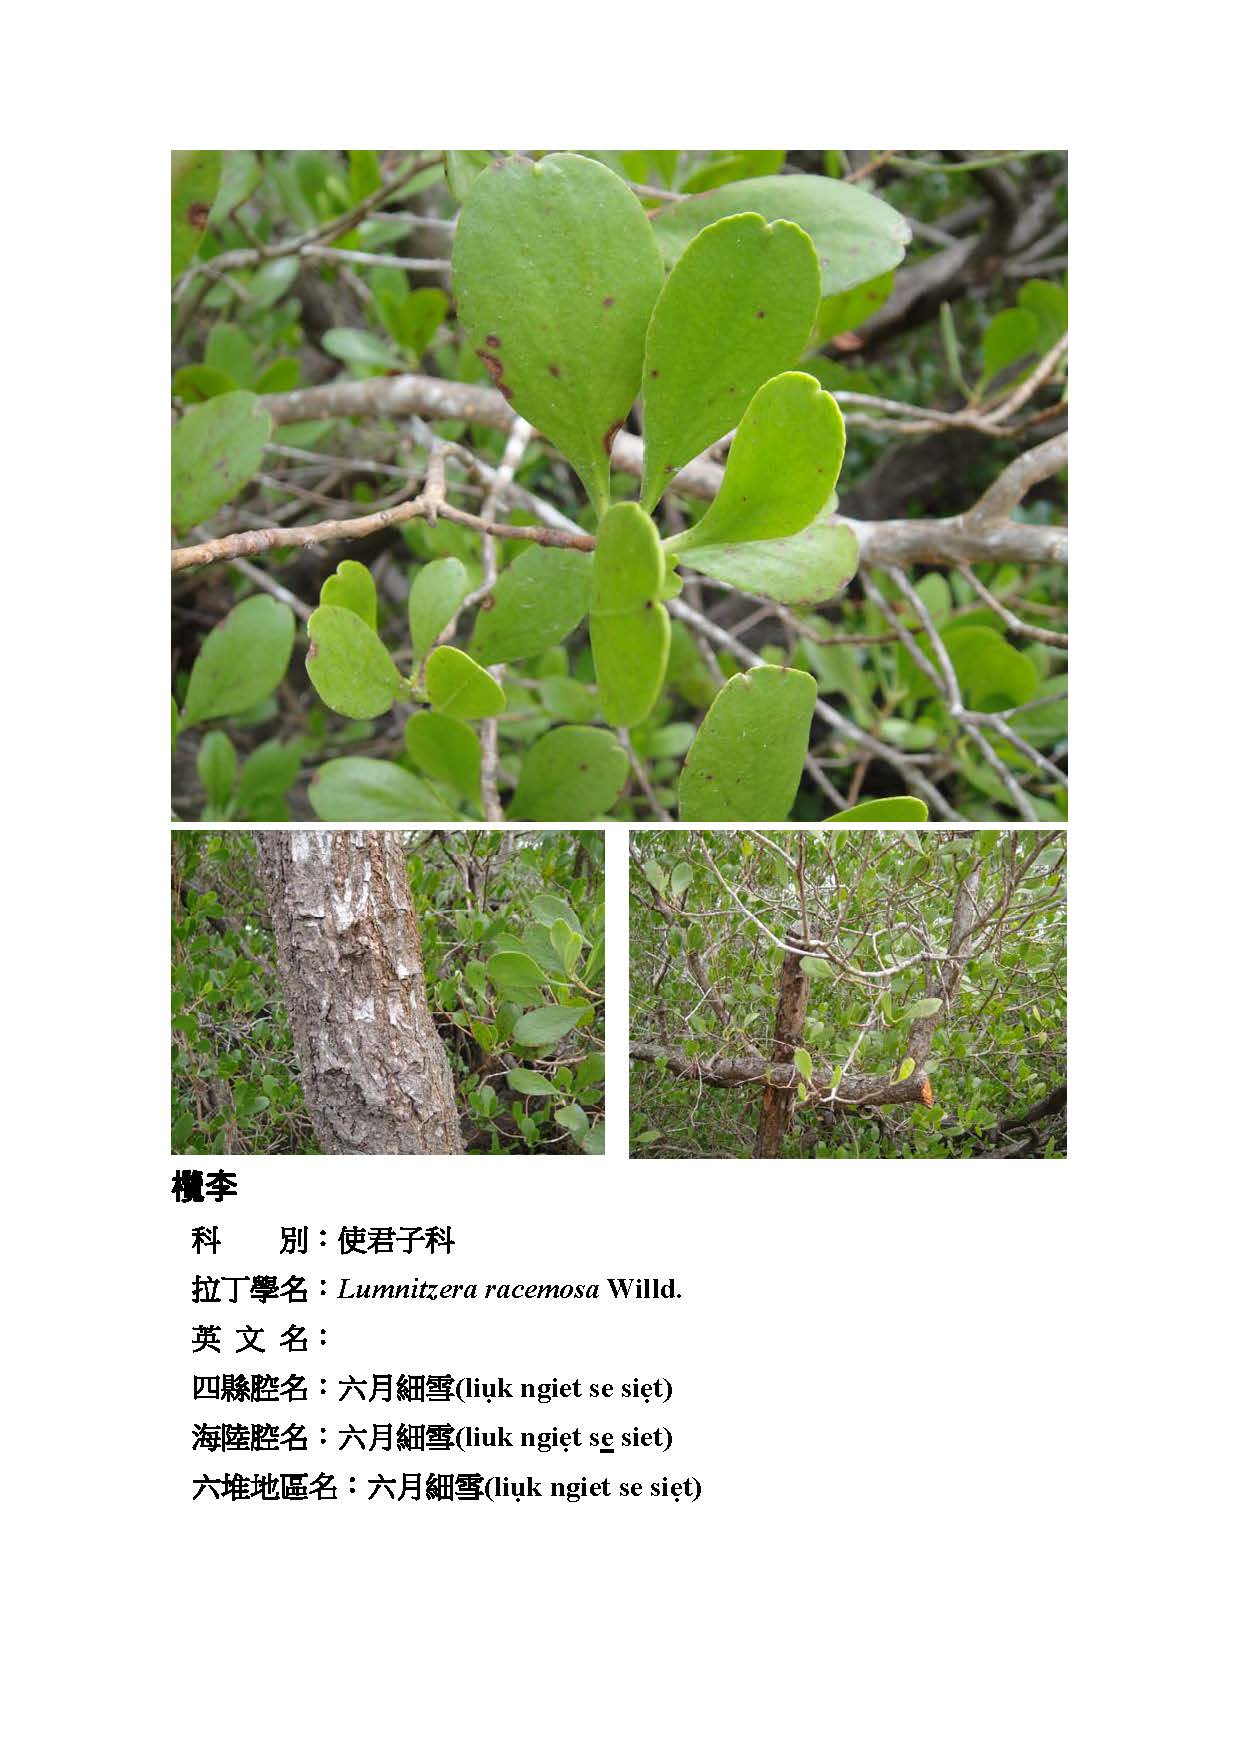 欖李
科　　別：使君子科
拉丁學名：Lumnitzera racemosa Willd.
英 文 名：
四縣腔名：六月細雪(liụk ngiet se siẹt)
海陸腔名：六月細雪(liuk ngiẹt se̲ siet)
六堆地區名：六月細雪(liụk ngiet se siẹt)